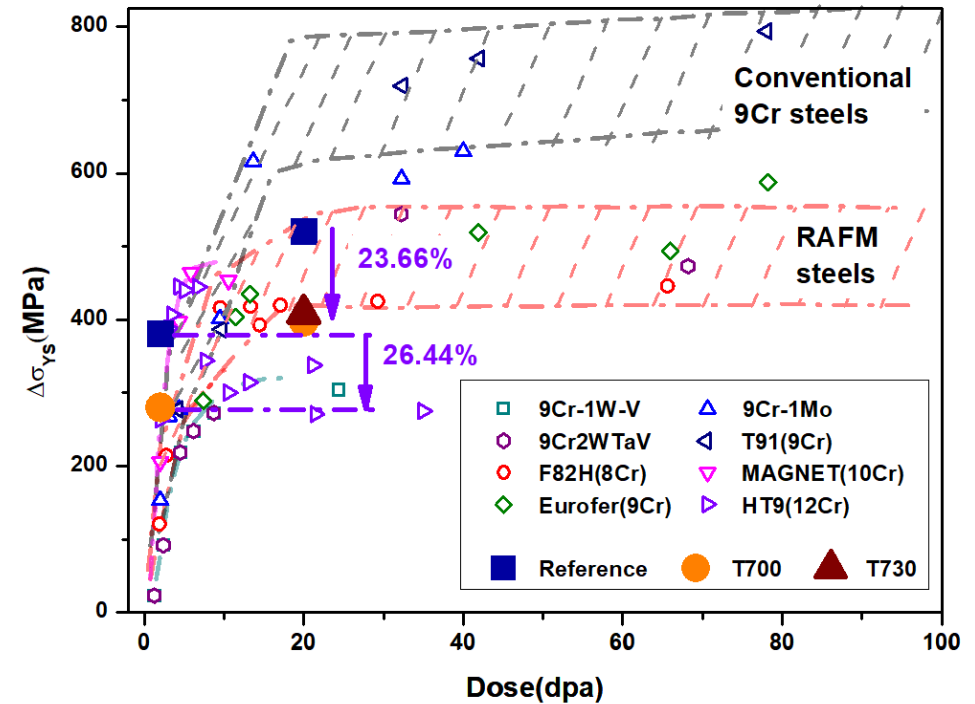 800
600
400
200
0
ΔσYS(MPa)
Conventional
9Cr steels
RAFM
steels
23.66%
26.44%
9Cr-1W-V
9Cr-1Mo
9Cr2WTaV
T91(9Cr)
F82H(8Cr)
MAGNET(10Cr)
Eurofer(9Cr)
HT9(12Cr)
Reference
T700
T730
0
20
40
60
80
100
Dose(dpa)